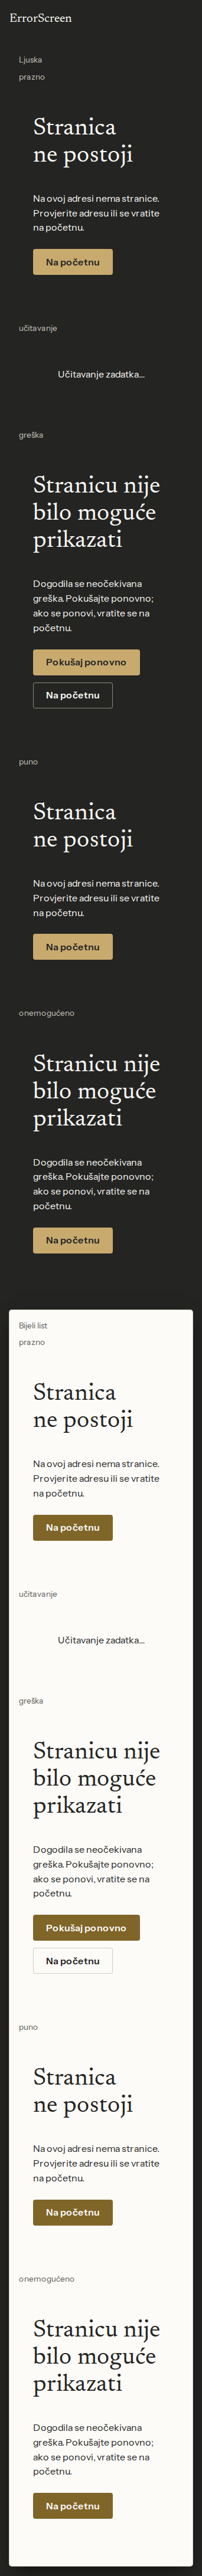 ErrorScreen
Ljuska
prazno
Stranica
ne postoji
Na ovoj adresi nema stranice.
Provjerite adresu ili se vratite
na početnu.
Na početnu
učitavanje
Učitavanje zadatka…
greška
Stranicu nije
bilo moguće
prikazati
Dogodila se neočekivana
greška. Pokušajte ponovno;
ako se ponovi, vratite se na
početnu.
Pokušaj ponovno
Na početnu
puno
Stranica
ne postoji
Na ovoj adresi nema stranice.
Provjerite adresu ili se vratite
na početnu.
Na početnu
onemogućeno
Stranicu nije
bilo moguće
prikazati
Dogodila se neočekivana
greška. Pokušajte ponovno;
ako se ponovi, vratite se na
početnu.
Na početnu
Bijeli list
prazno
Stranica
ne postoji
Na ovoj adresi nema stranice.
Provjerite adresu ili se vratite
na početnu.
Na početnu
učitavanje
Učitavanje zadatka…
greška
Stranicu nije
bilo moguće
prikazati
Dogodila se neočekivana
greška. Pokušajte ponovno;
ako se ponovi, vratite se na
početnu.
Pokušaj ponovno
Na početnu
puno
Stranica
ne postoji
Na ovoj adresi nema stranice.
Provjerite adresu ili se vratite
na početnu.
Na početnu
onemogućeno
Stranicu nije
bilo moguće
prikazati
Dogodila se neočekivana
greška. Pokušajte ponovno;
ako se ponovi, vratite se na
početnu.
Na početnu